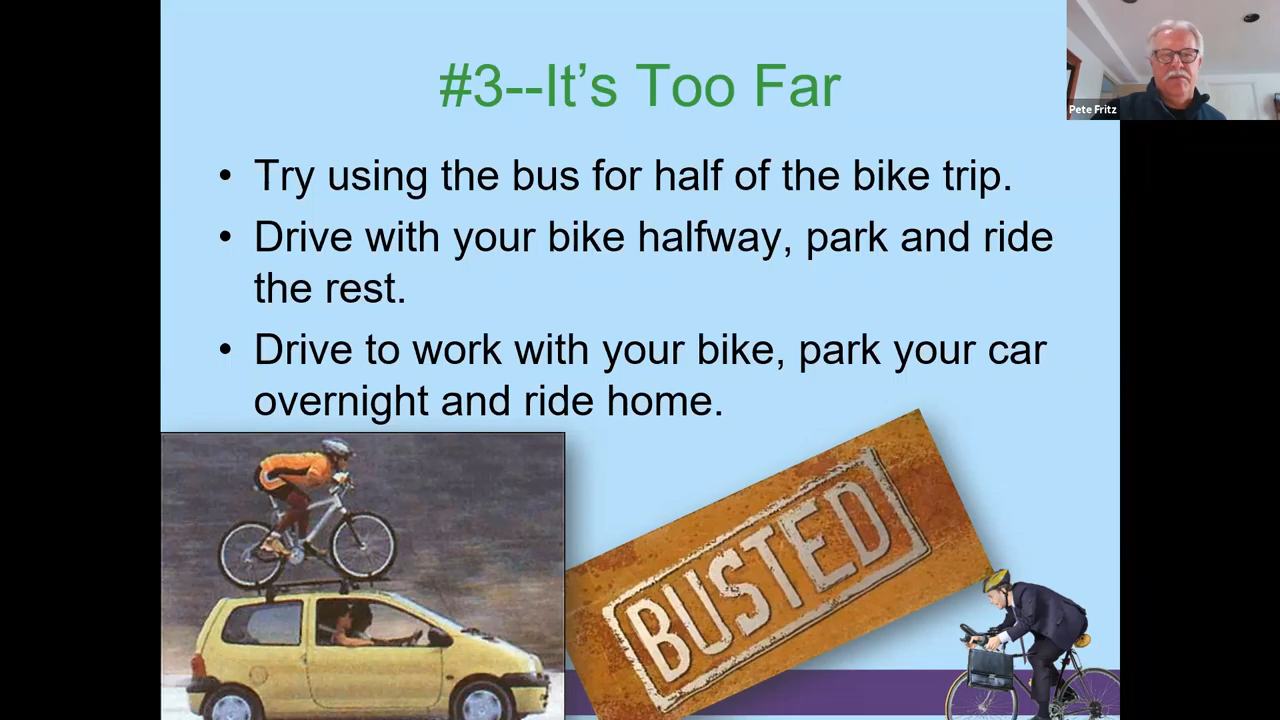 #3--It’s Too Far
Pete Fritz
• Try using the bus for half of the bike trip.
• Drive with your bike halfway, park and ride
the rest.
• Drive to work with your bike, park your car
overnight and ride home.
BUSTED